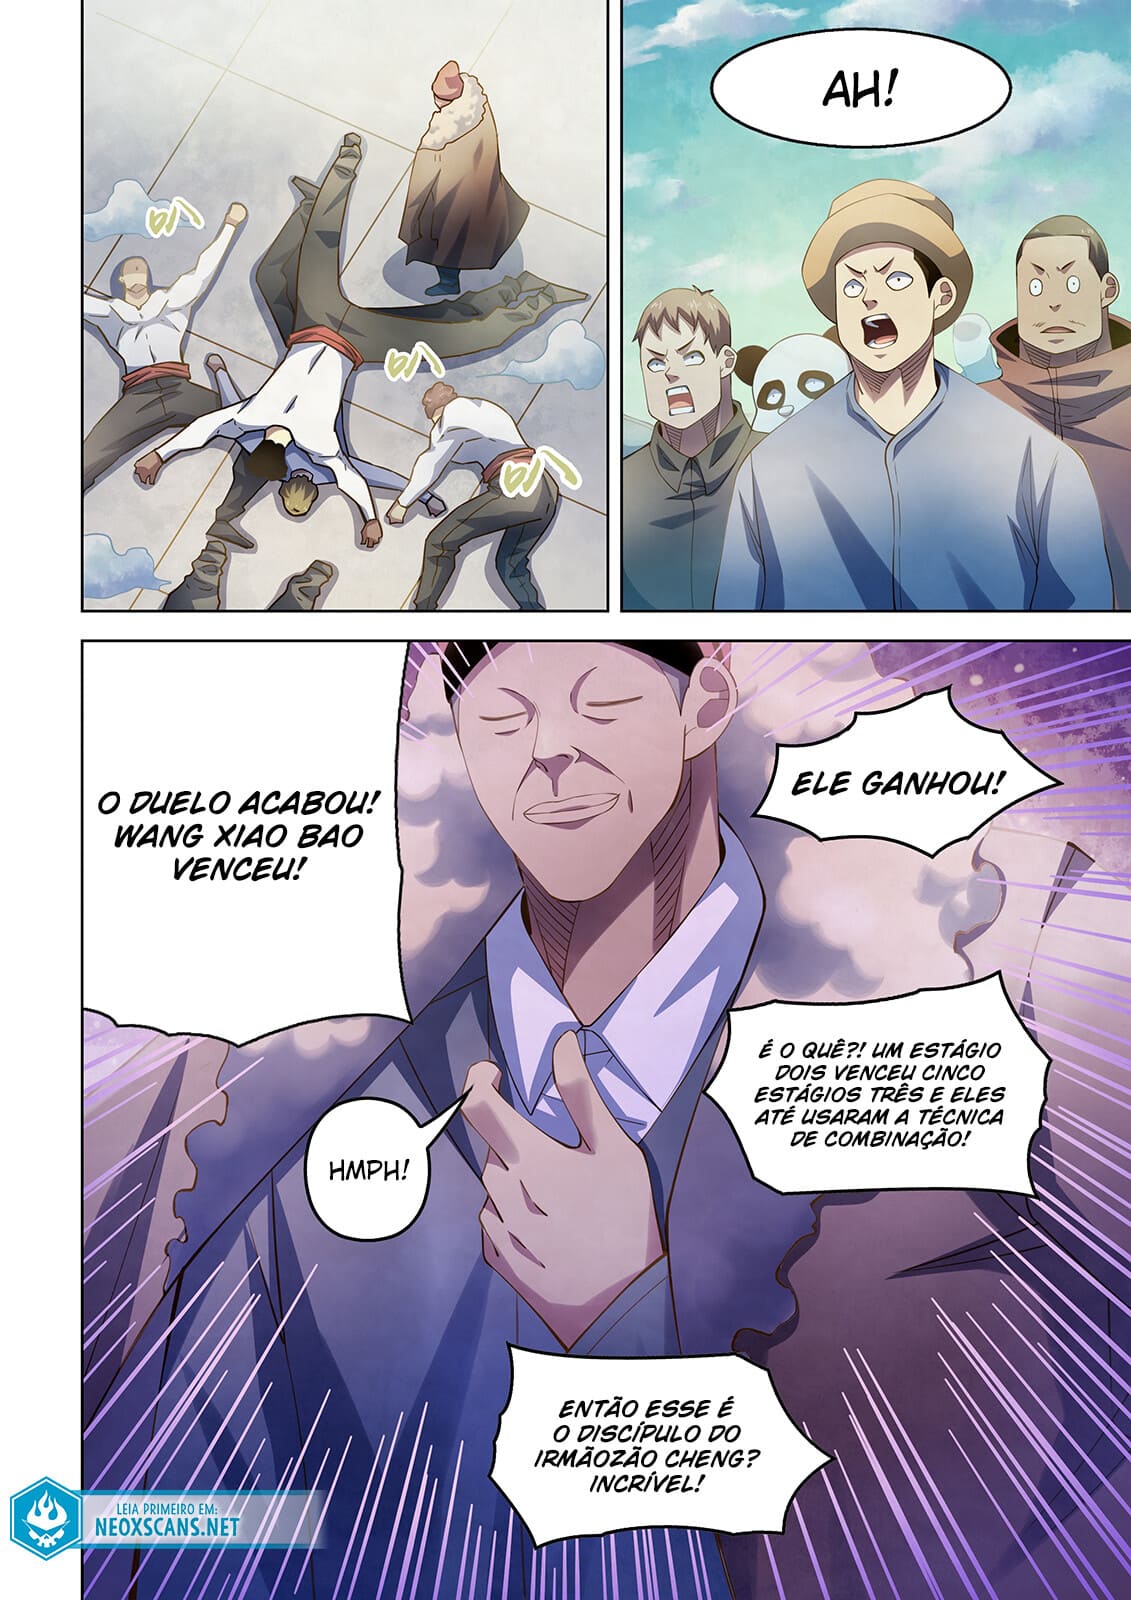 AH!
O DUELO ACABOU!
WANG XIAO BAO
VENCEU!
ELE GANHOU!
É O QUÊ?! UM ESTÁGIO
DOIS VENCEU CINCO
ESTÁGIOS TRÊS E ELES
ATÉ USARAM A TÉCNICA
DE COMBINAÇÃO!
HMPH!
ENTÃO ESSE É
O DISCÍPULO DO
IRMÃOZÃO CHENG?
INCRÍVEL!
LEIA PRIMEIRO EM:
NEOXSCANS.NET